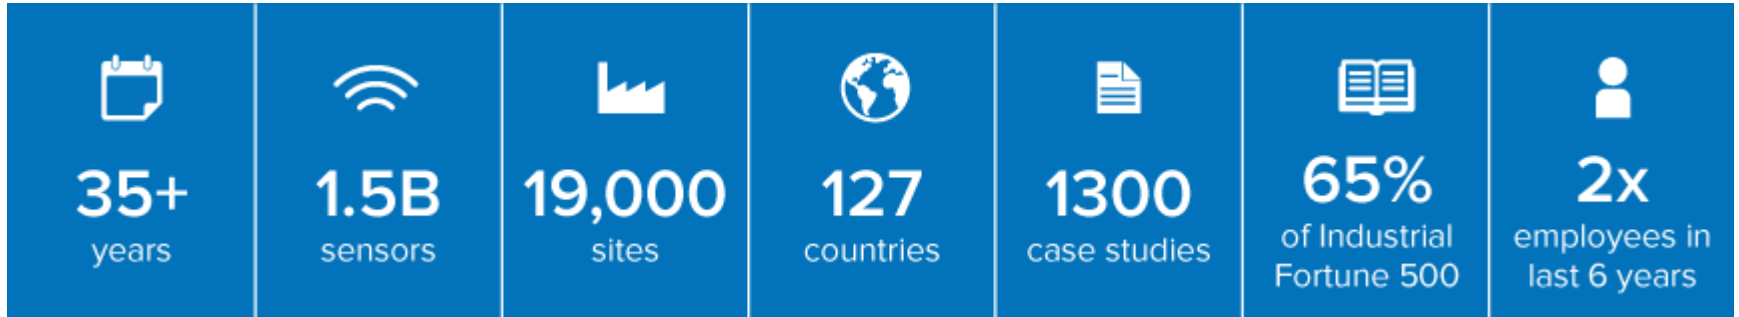 35+
years
1.5B
sensors
19,000
sites
127
countries
1300
case studies
65%
of Industrial
Fortune 500
2x
employees in
last 6 years